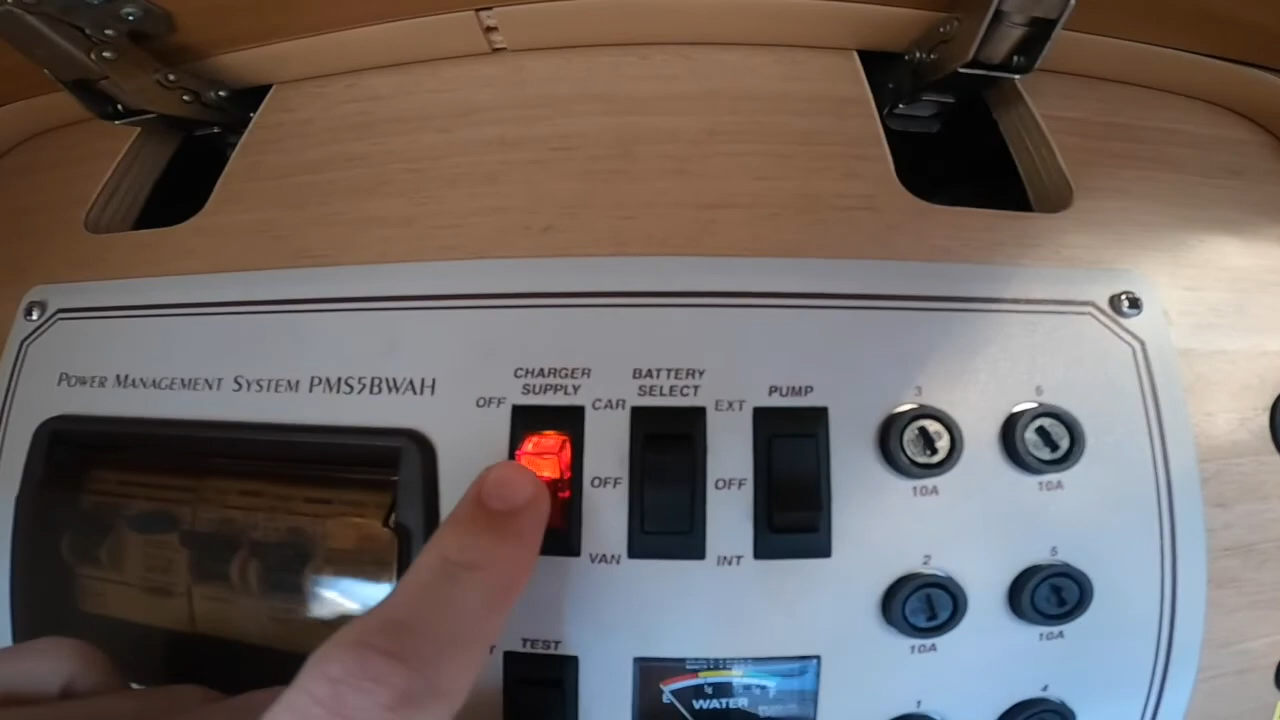 POWER MANAGEMENT SYSTEM PMS5BWAH
CHARGER
SUPPLY
OFF
BATTERY
SELECT
CAR
OFF
VAN
PUMP
EXT
OFF
INT
3
10A
6
10A
2
10A
5
10A
TEST
WATER
E
1
4